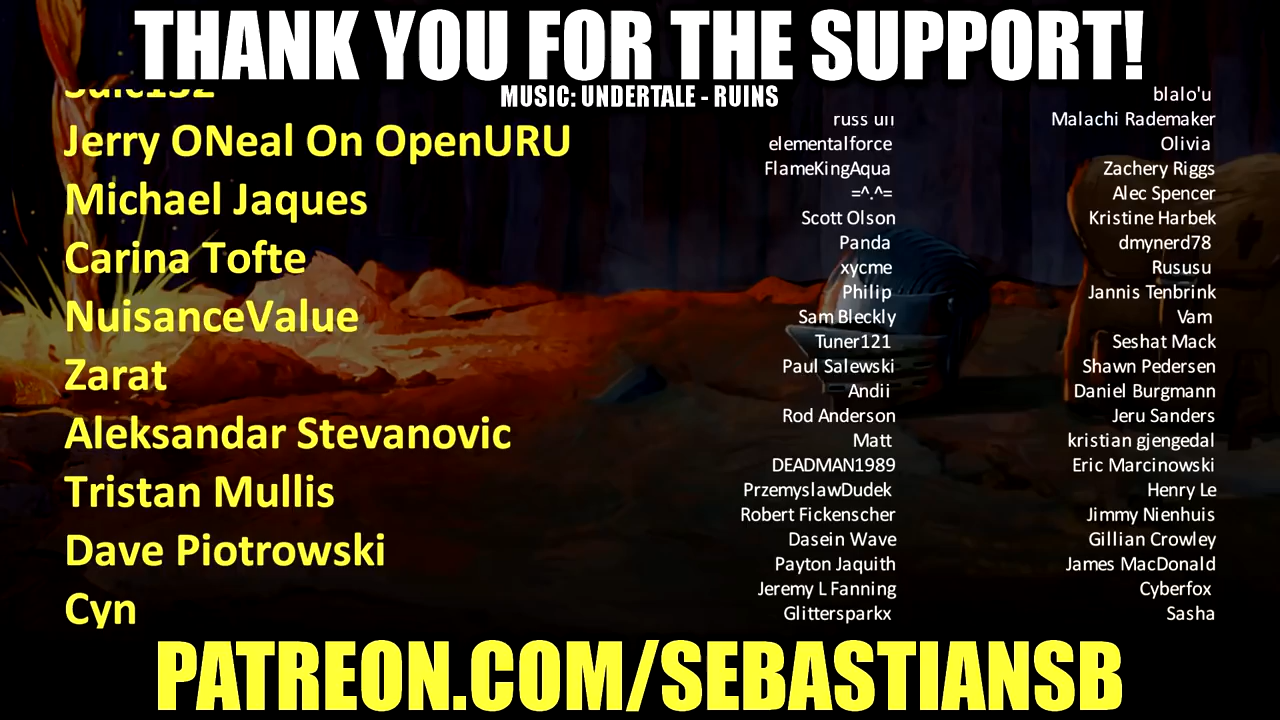 THANK YOU FOR THE SUPPORT!
MUSIC: UNDERTALE - RUINS
Jerry ONeal On OpenURU
Michael Jaques
Carina Tofte
NuisanceValue
Zarat
Aleksandar Stevanovic
Tristan Mullis
Dave Piotrowski
Cyn
russ
elementalforce
FlameKingAqua
=^.^=
Scott Olson
Panda
xycme
Philip
Sam Bleckly
Tuner121
Paul Salewski
Andii
Rod Anderson
Matt
DEADMAN1989
PrzemyslawDudek
Robert Fickenscher
Dasein Wave
Payton Jaquith
Jeremy L Fanning
Glittersparkx
blalo'u
Malachi Rademaker
Olivia
Zachery Riggs
Alec Spencer
Kristine Harbek
dmynerd78
Rususu
Jannis Tenbrink
Vam
Seshat Mack
Shawn Pedersen
Daniel Burgmann
Jeru Sanders
kristian gjengedal
Eric Marcinowski
Henry Le
Jimmy Nienhuis
Gillian Crowley
James MacDonald
Cyberfox
Sasha
PATREON.COM/SEBASTIANSB